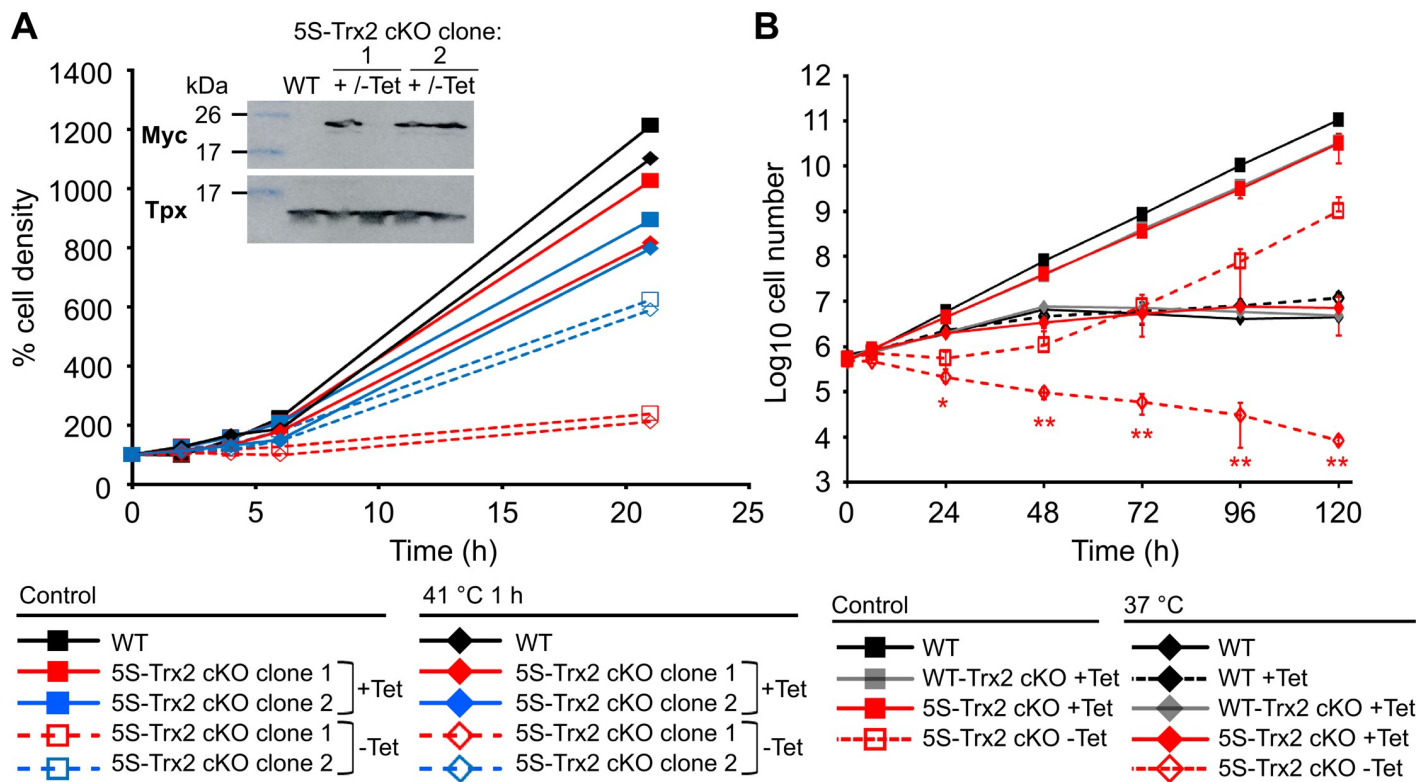 A
5S-Trx2 cKO clone:
1 2
kDa WT + /-Tet + /-Tet
26
Myc
17
17
Tpx
% cell density
1400
1200
1000
800
600
400
200
0
0 5 10 15 20 25
Time (h)
Control
WT
5S-Trx2 cKO clone 1
5S-Trx2 cKO clone 2
+Tet
5S-Trx2 cKO clone 1
5S-Trx2 cKO clone 2
-Tet
41 °C 1 h
WT
5S-Trx2 cKO clone 1
5S-Trx2 cKO clone 2
+Tet
5S-Trx2 cKO clone 1
5S-Trx2 cKO clone 2
-Tet
B
Log10 cell number
12
11
10
9
8
7
6
5
4
3
* ** ** ** **
0 24 48 72 96 120
Time (h)
Control
WT
WT-Trx2 cKO +Tet
5S-Trx2 cKO +Tet
5S-Trx2 cKO -Tet
37 °C
WT
WT +Tet
WT-Trx2 cKO +Tet
5S-Trx2 cKO +Tet
5S-Trx2 cKO -Tet